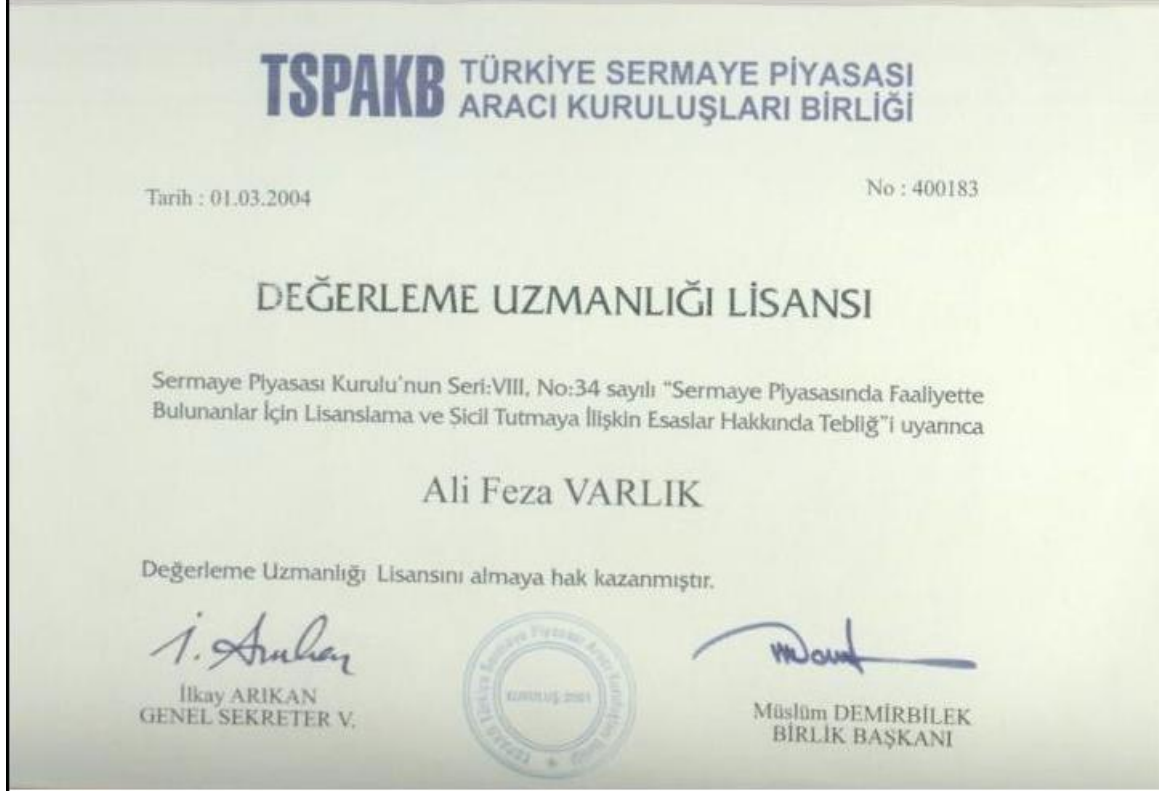 TSPAKB TÜRKİYE SERMAYE PİYASASI
ARACI KURULUŞLARI BİRLİĞİ
Tarih : 01.03.2004
No : 400183
DEĞERLEME UZMANLIĞI LİSANSI
Sermaye Piyasası Kurulu'nun Seri:VIII, No:34 sayılı "Sermaye Piyasasında Faaliyette
Bulunanlar İçin Lisanslama ve Sicil Tutmaya İlişkin Esaslar Hakkında Tebliğ"i uyarınca
Ali Feza VARLIK
Değerleme Uzmanlığı Lisansını almaya hak kazanmıştır.
İlkay ARIKAN
GENEL SEKRETER V.
KURULUŞ 2001
Müslüm DEMİRBİLEK
BİRLİK BAŞKANI